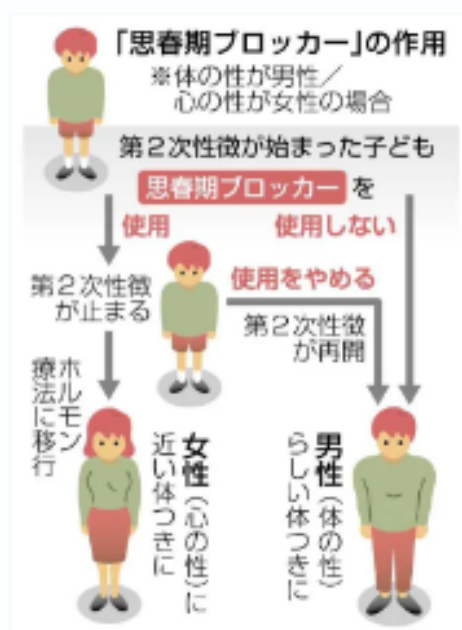 「思春期ブロッカー」の作用
※体の性が男性／
心の性が女性の場合
第２次性徴が始まった子ども
思春期ブロッカー を
使用
使用しない
第２次性徴
が止まる
使用をやめる
第２次性徴
が再開
ホルモン
療法に移行
女性（心の性）に
近い体つきに
男性（体の性）
らしい体つきに